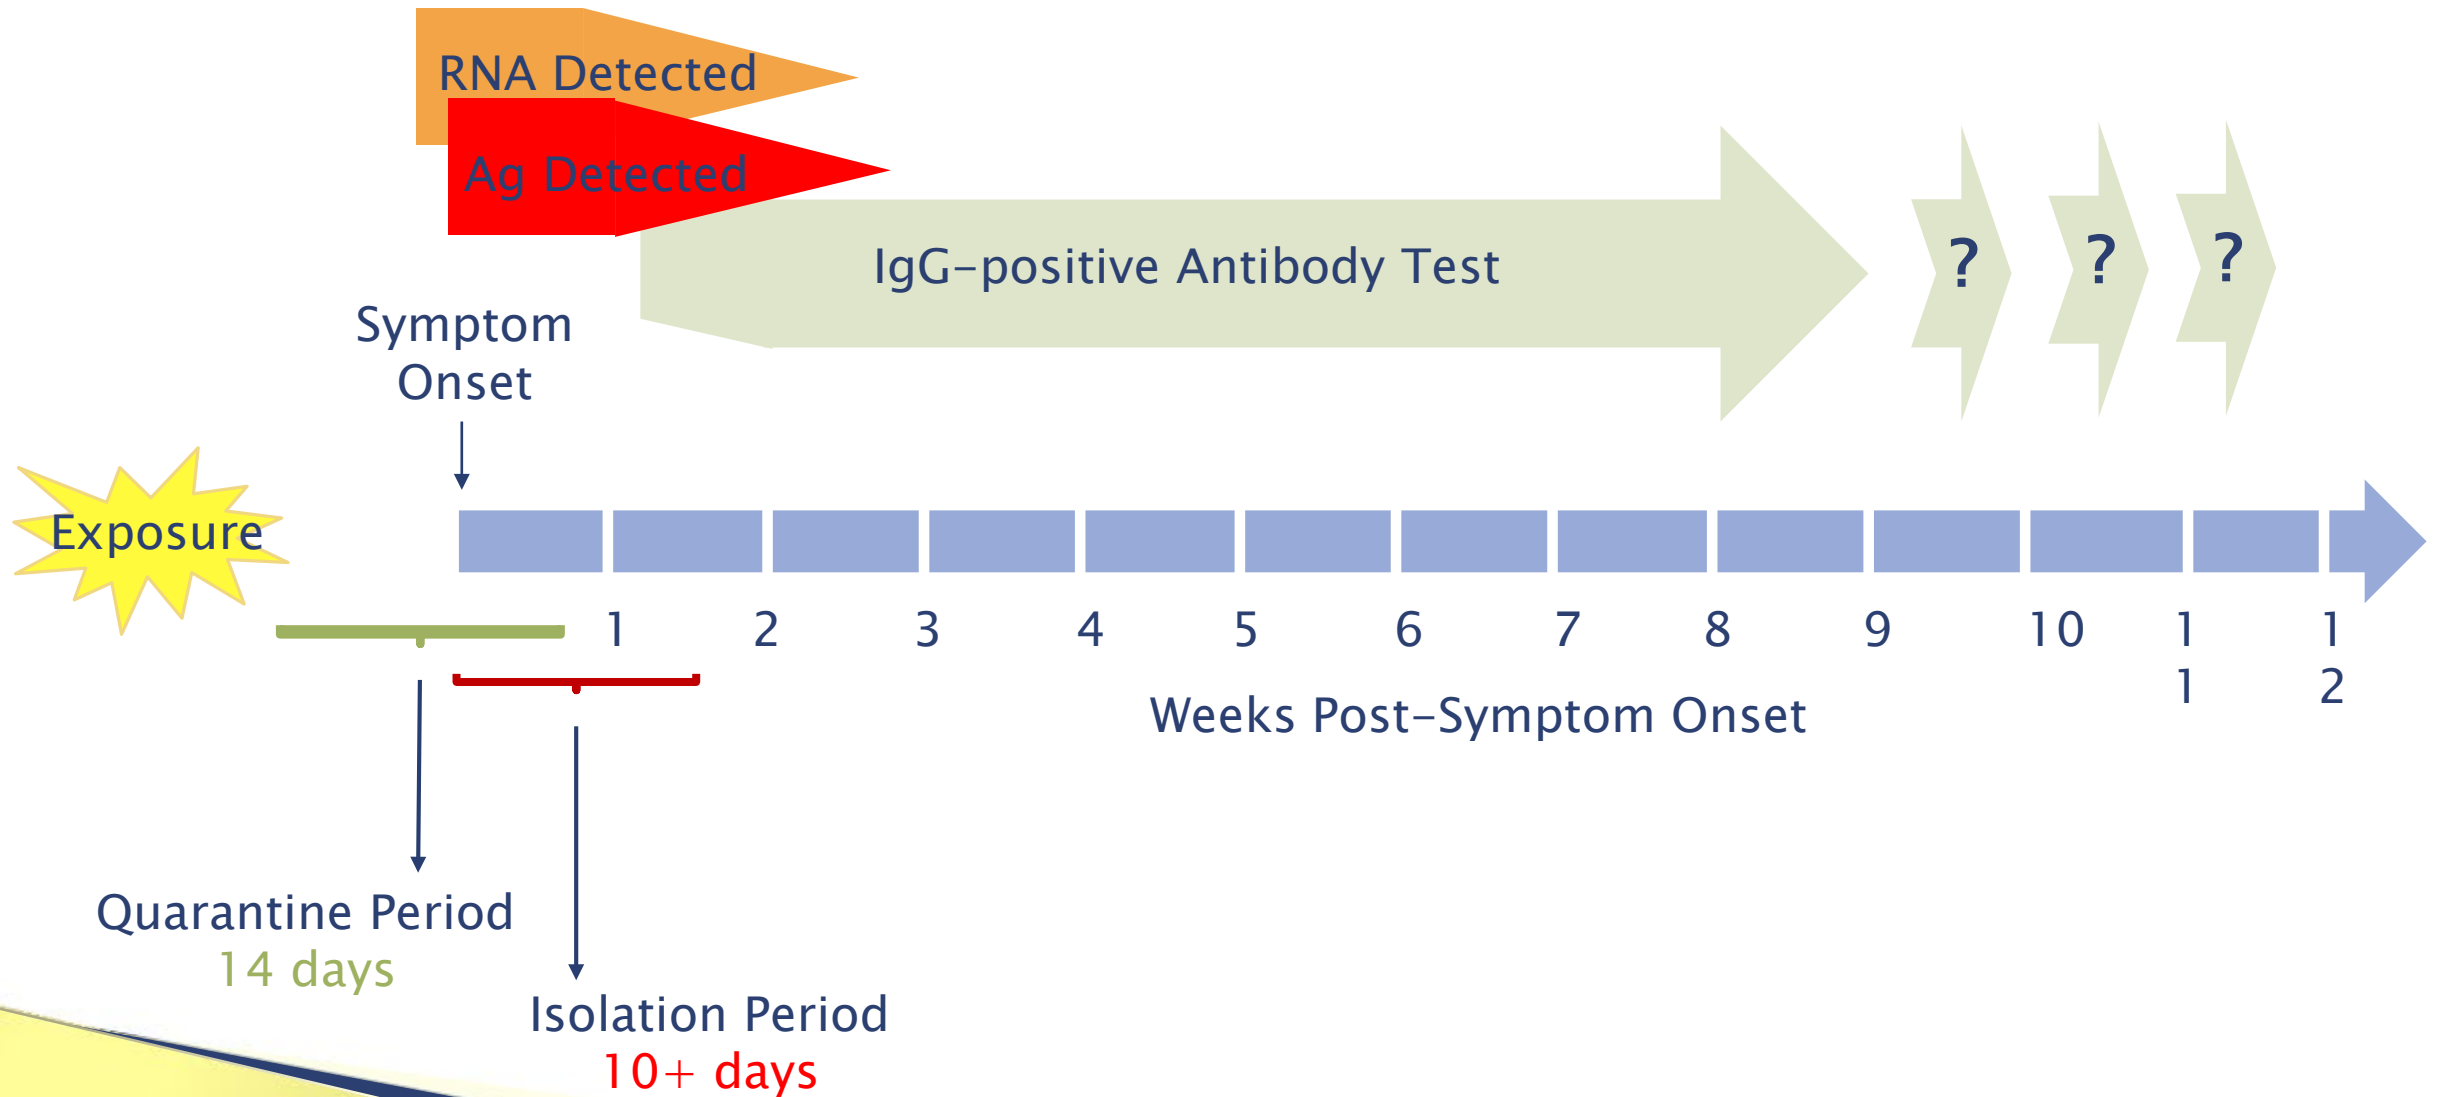 RNA Detected
Ag Detected
IgG-positive Antibody Test
?
?
?
Symptom
Onset
Exposure
1
2
3
4
5
6
7
8
9
10
1
1
1
2
Weeks Post-Symptom Onset
Quarantine Period
14 days
Isolation Period
10+ days